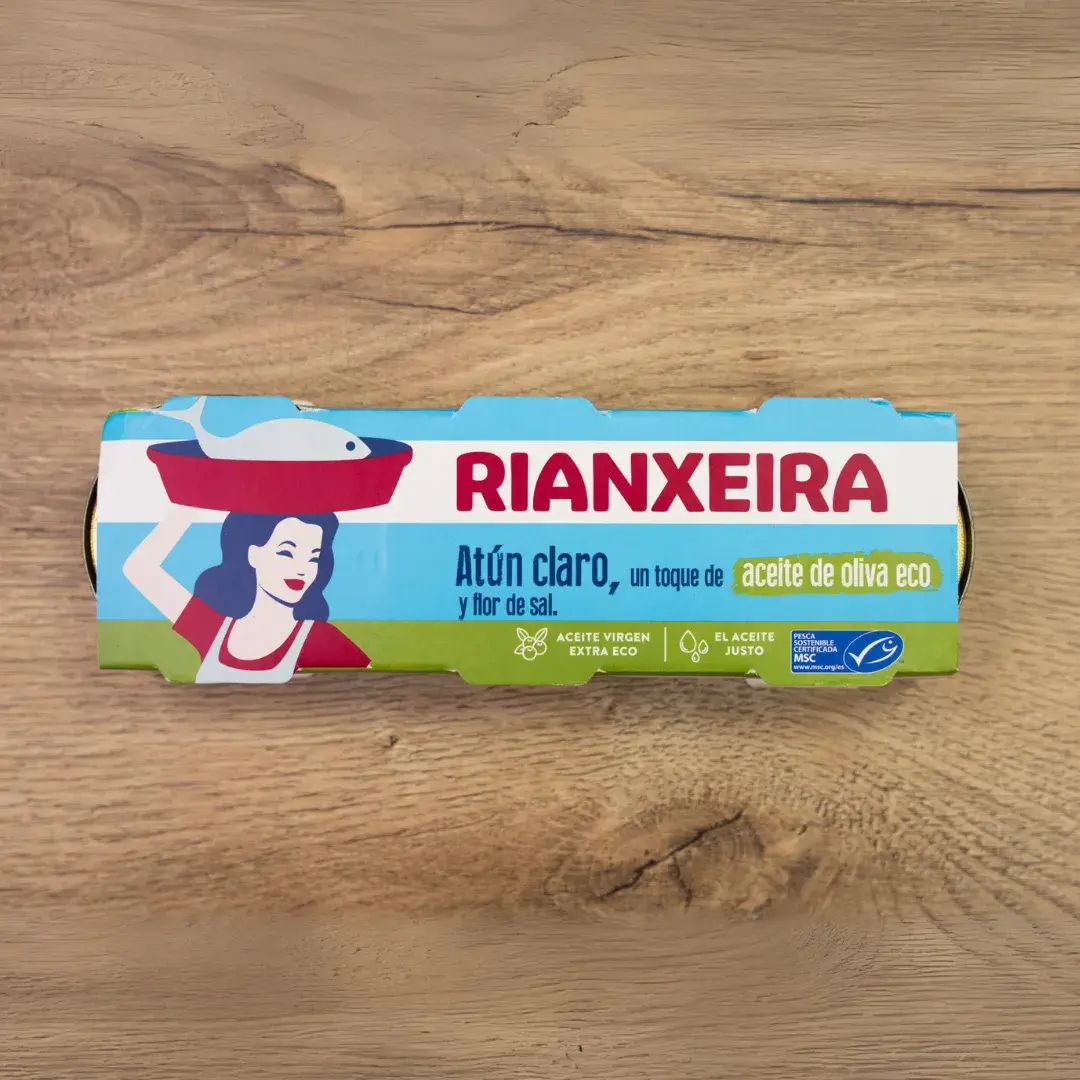 RIANXEIRA
Atún claro, un toque de aceite de oliva eco
y flor de sal.
ACEITE VIRGEN
EXTRA ECO
EL ACEITE
JUSTO
PESCA
SOSTENIBLE
CERTIFICADA
MSC
www.msc.org/es